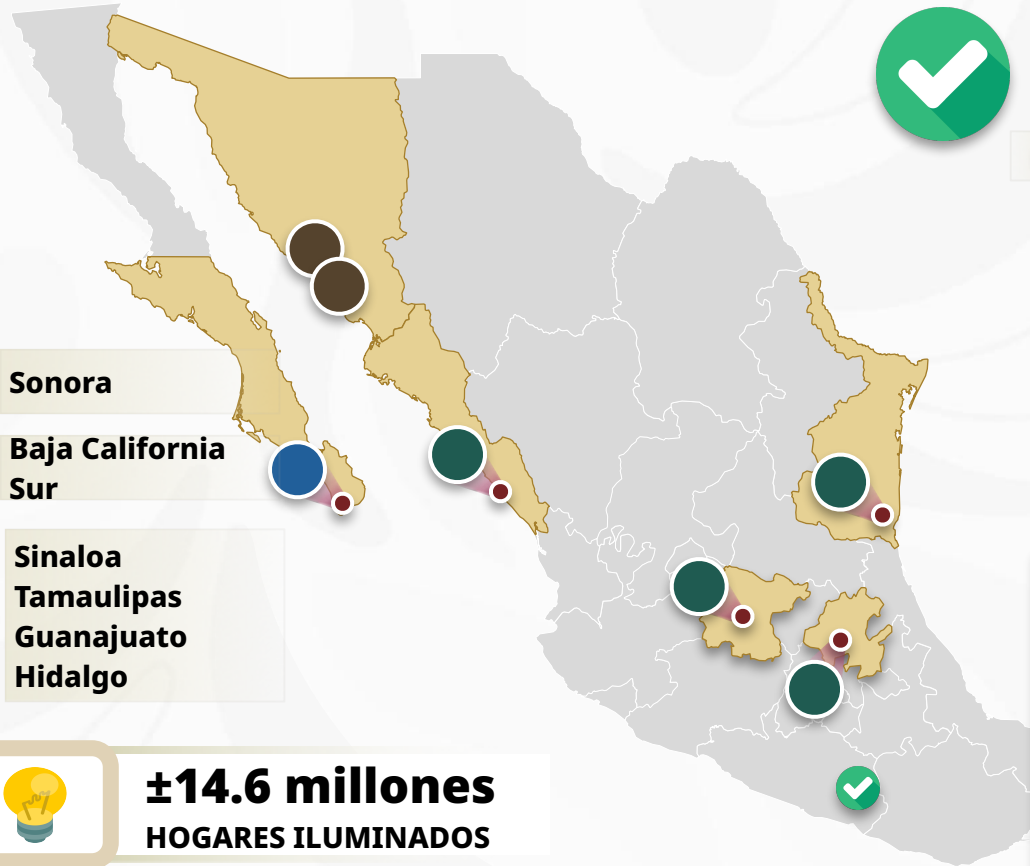 Sonora
Baja California
Sur
Sinaloa
Tamaulipas
Guanajuato
Hidalgo
±14.6 millones
HOGARES ILUMINADOS